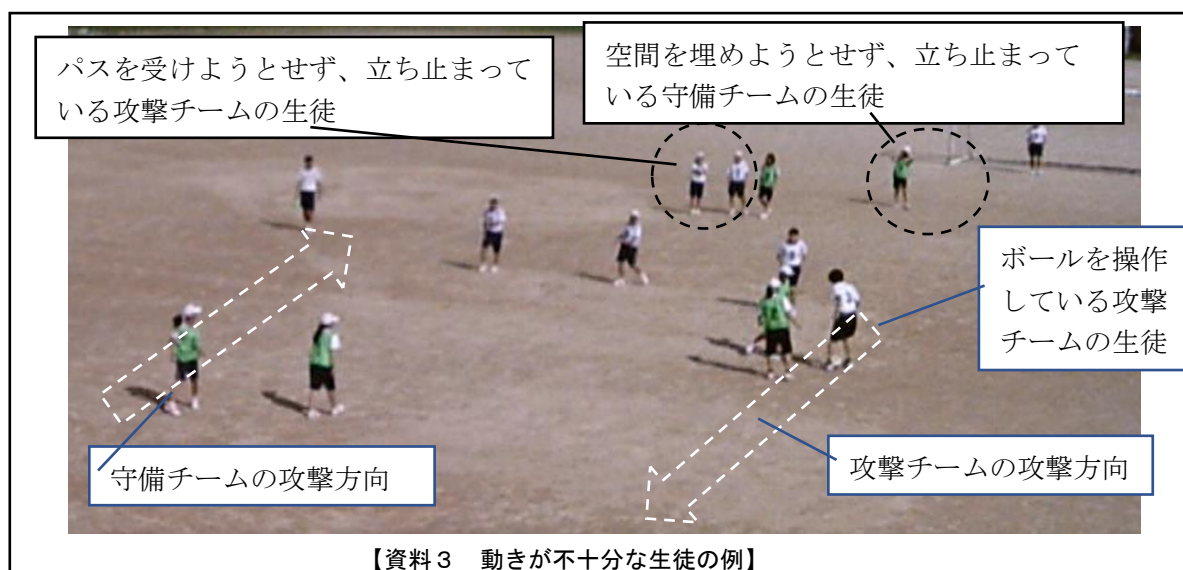 パスを受けようとせず、立ち止まって
いる攻撃チームの生徒
空間を埋めようとせず、立ち止まって
いる守備チームの生徒
ボールを操作
している攻撃
チームの生徒
守備チームの攻撃方向
攻撃チームの攻撃方向
【資料３　動きが不十分な生徒の例】